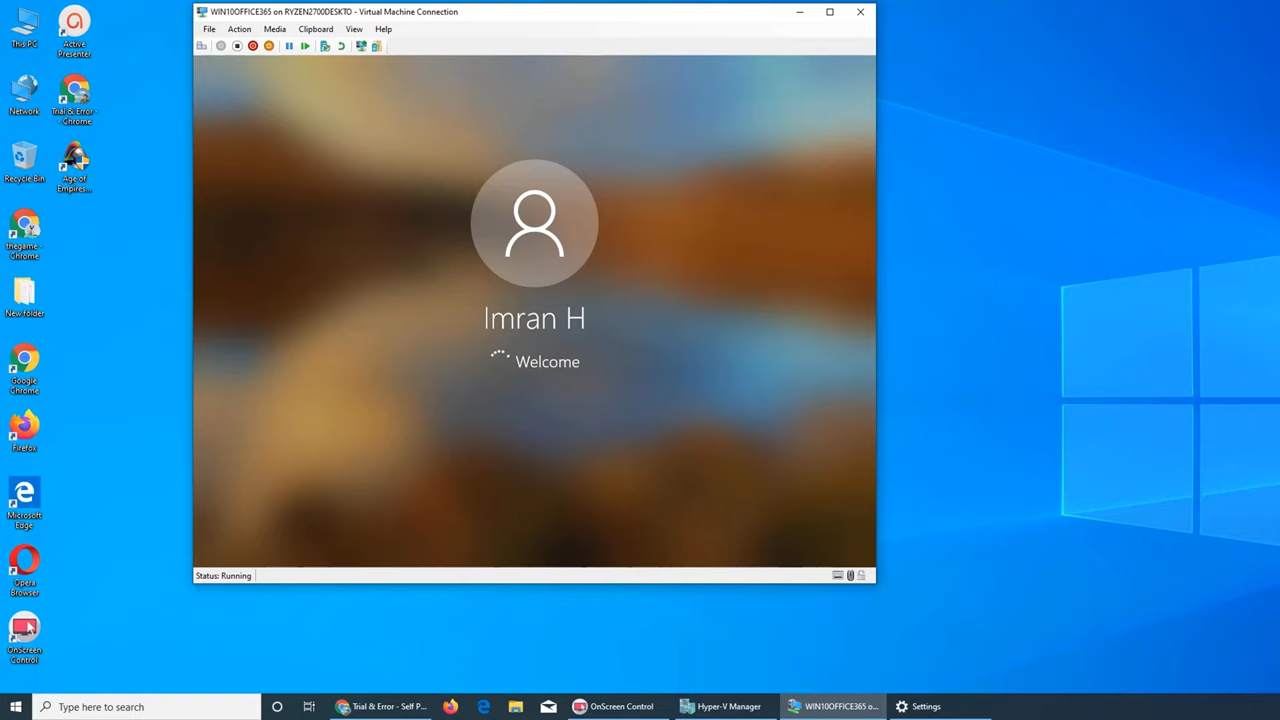 WIN10OFFICE365 on RYZEN2700DESKTO - Virtual Machine Connection
File Action Media Clipboard View Help
Imran H
Welcome
Status: Running
This PC
Active
Presenter
Network
Trial & Error -
- Chrome
Recycle Bin
Age of
Empires...
thegame -
Chrome
New folder
Google
Chrome
Firefox
Microsoft
Edge
Opera
Browser
OnScreen
Control
Type here to search
Trial & Error - Self P...
OnScreen Control
Hyper-V Manager
WIN10OFFICE365 o...
Settings